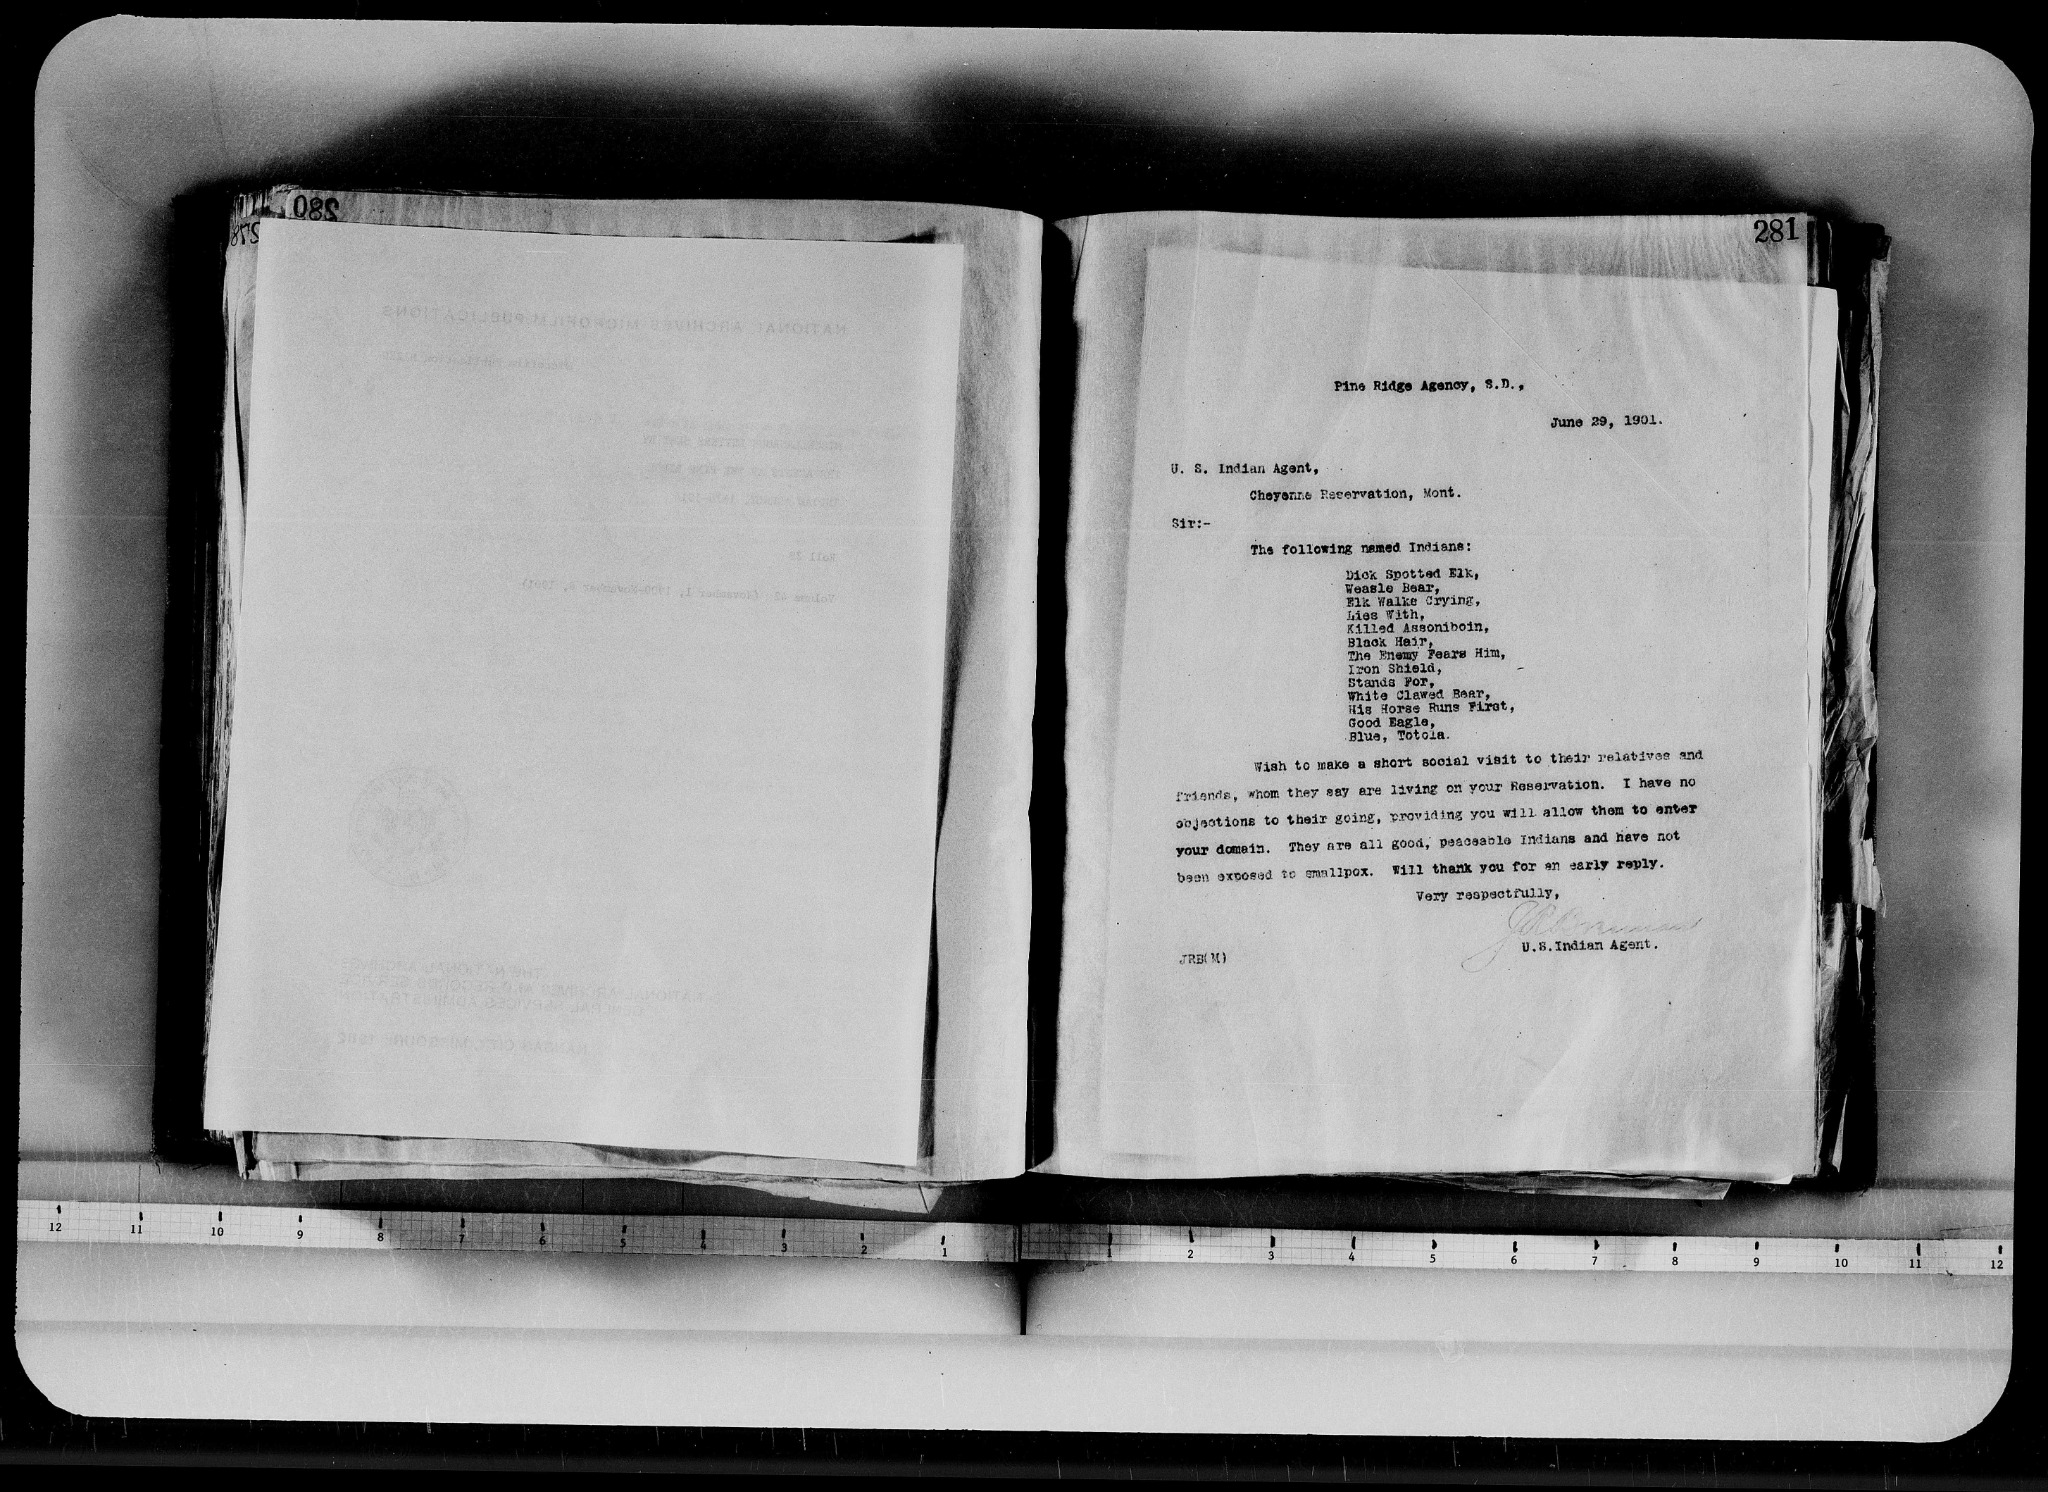 281
Pine Ridge Agency, S.D.,
June 29, 1901.
U. S. Indian Agent,
Cheyenne Reservation, Mont.
Sir:-
The following named Indians:
Dick Spotted Elk,
Weasle Bear,
Elk Walks Crying,
Lies With,
Killed Assoniboin,
Black Hair,
The Enemy Fears Him,
Iron Shield,
Stands For,
White Clawed Bear,
His Horse Runs First,
Good Eagle,
Blue, Totola.
Wish to make a short social visit to their relatives and
friends, whom they say are living on your Reservation. I have no
objections to their going, providing you will allow them to enter
your domain. They are all good, peaceable Indians and have not
been exposed to smallpox. Will thank you for an early reply.
Very respectfully,
U.S.Indian Agent.
JRB(M)
280
278
NATIONAL ARCHIVES MICROFILM PUBLICATIONS
Roll 28
12 11 10 9 8 7 6 5 4 3 2 1 1 2 3 4 5 6 7 8 9 10 11 12